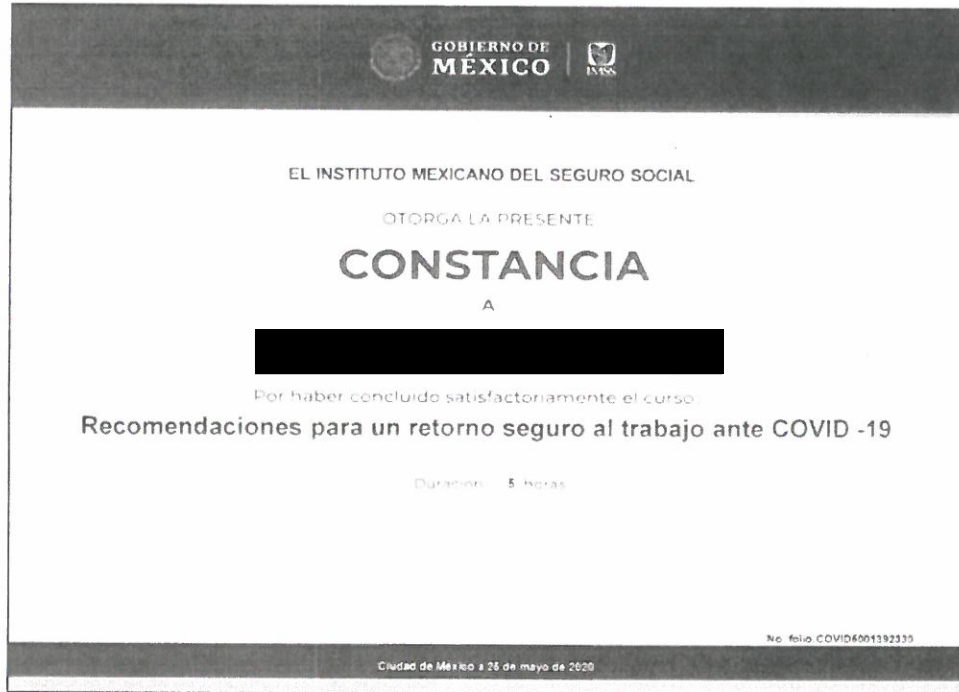 GOBIERNO DE
MÉXICO
IMSS
EL INSTITUTO MEXICANO DEL SEGURO SOCIAL
OTORGA LA PRESENTE
CONSTANCIA
A
Por haber concluido satisfactoriamente el curso:
Recomendaciones para un retorno seguro al trabajo ante COVID -19
Duración 5 horas
No. folio COVID6001392339
Ciudad de México a 26 de mayo de 2020